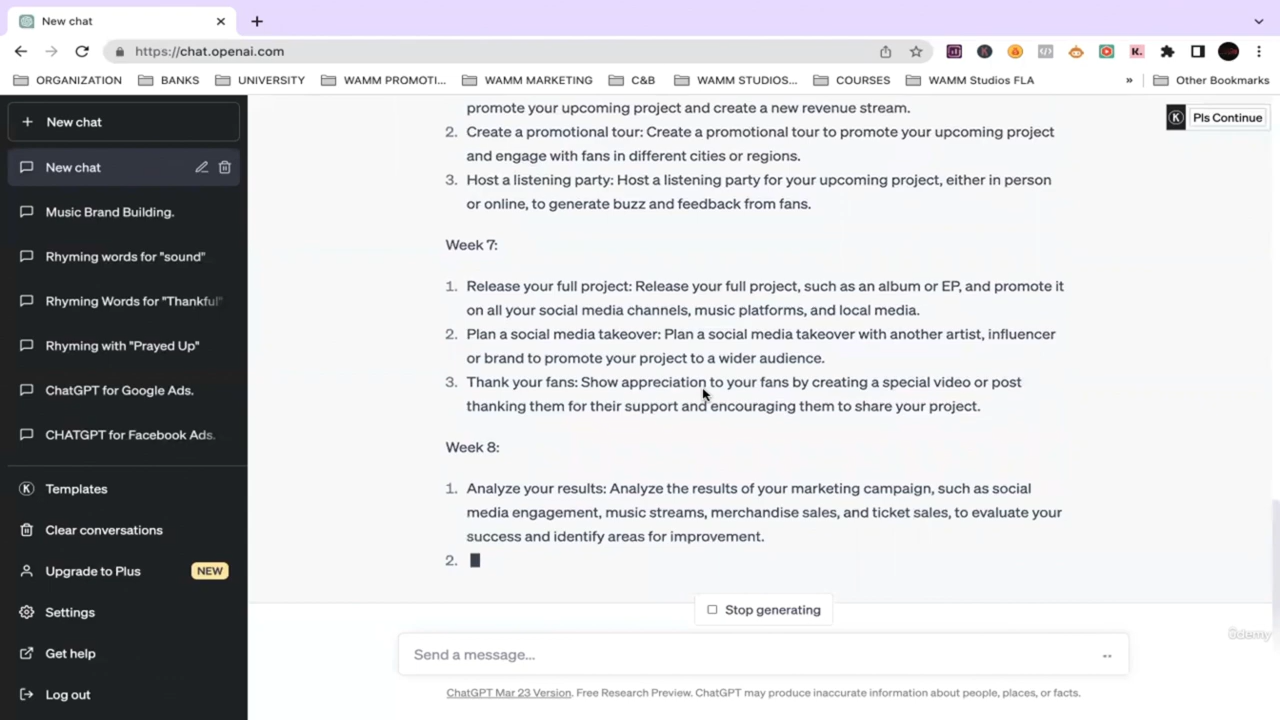 New chat
https://chat.openai.com
K.
ORGANIZATION
BANKS
UNIVERSITY
WAMM PROMOTI...
WAMM MARKETING
C&B
WAMM STUDIOS...
COURSES
WAMM Studios FLA
»
Other Bookmarks
+ New chat
New chat
Music Brand Building.
Rhyming words for "sound"
Rhyming Words for "Thankful"
Rhyming with "Prayed Up"
ChatGPT for Google Ads.
CHATGPT for Facebook Ads.
K Templates
Clear conversations
Upgrade to Plus NEW
Settings
Get help
Log out
K Pls Continue
promote your upcoming project and create a new revenue stream.
2. Create a promotional tour: Create a promotional tour to promote your upcoming project
and engage with fans in different cities or regions.
3. Host a listening party: Host a listening party for your upcoming project, either in person
or online, to generate buzz and feedback from fans.
Week 7:
1. Release your full project: Release your full project, such as an album or EP, and promote it
on all your social media channels, music platforms, and local media.
2. Plan a social media takeover: Plan a social media takeover with another artist, influencer
or brand to promote your project to a wider audience.
3. Thank your fans: Show appreciation to your fans by creating a special video or post
thanking them for their support and encouraging them to share your project.
Week 8:
1. Analyze your results: Analyze the results of your marketing campaign, such as social
media engagement, music streams, merchandise sales, and ticket sales, to evaluate your
success and identify areas for improvement.
2.
Stop generating
Send a message...
ChatGPT Mar 23 Version. Free Research Preview. ChatGPT may produce inaccurate information about people, places, or facts.
ûdemy